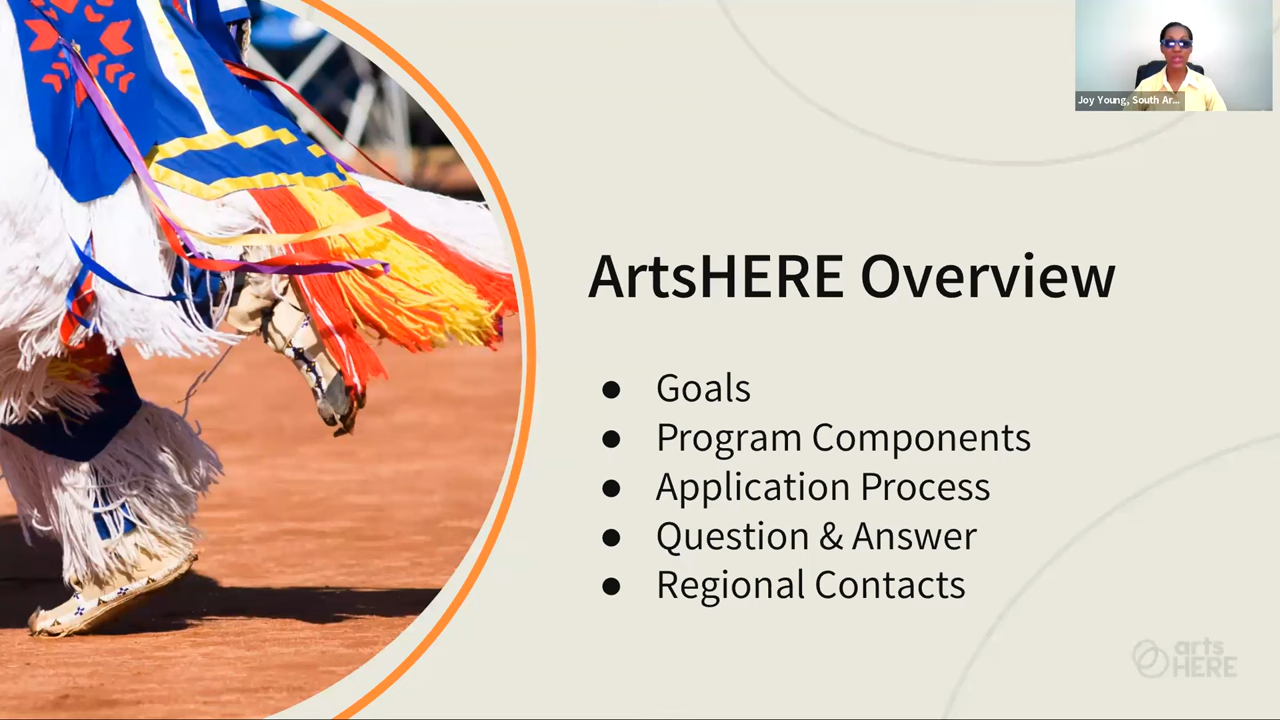 Joy Young, South Ar...
ArtsHERE Overview
● Goals
● Program Components
● Application Process
● Question & Answer
● Regional Contacts
arts
HERE